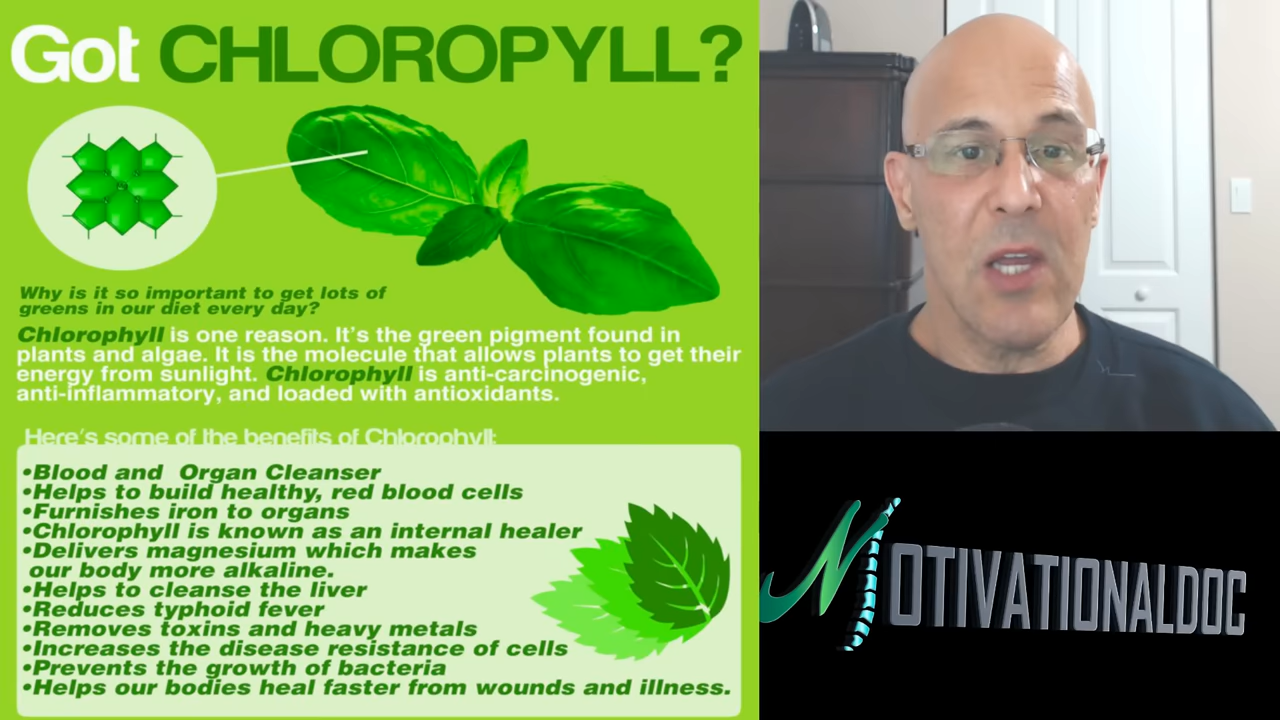 Got CHLOROPYLL?
Why is it so important to get lots of
greens in our diet every day?
Chlorophyll is one reason. It's the green pigment found in
plants and algae. It is the molecule that allows plants to get their
energy from sunlight. Chlorophyll is anti-carcinogenic,
anti-inflammatory, and loaded with antioxidants.
Here's some of the benefits of Chlorophyll:
•Blood and Organ Cleanser
•Helps to build healthy, red blood cells
•Furnishes iron to organs
•Chlorophyll is known as an internal healer
•Delivers magnesium which makes
our body more alkaline.
•Helps to cleanse the liver
•Reduces typhoid fever
•Removes toxins and heavy metals
•Increases the disease resistance of cells
•Prevents the growth of bacteria
•Helps our bodies heal faster from wounds and illness.
MOTIVATIONALDOC